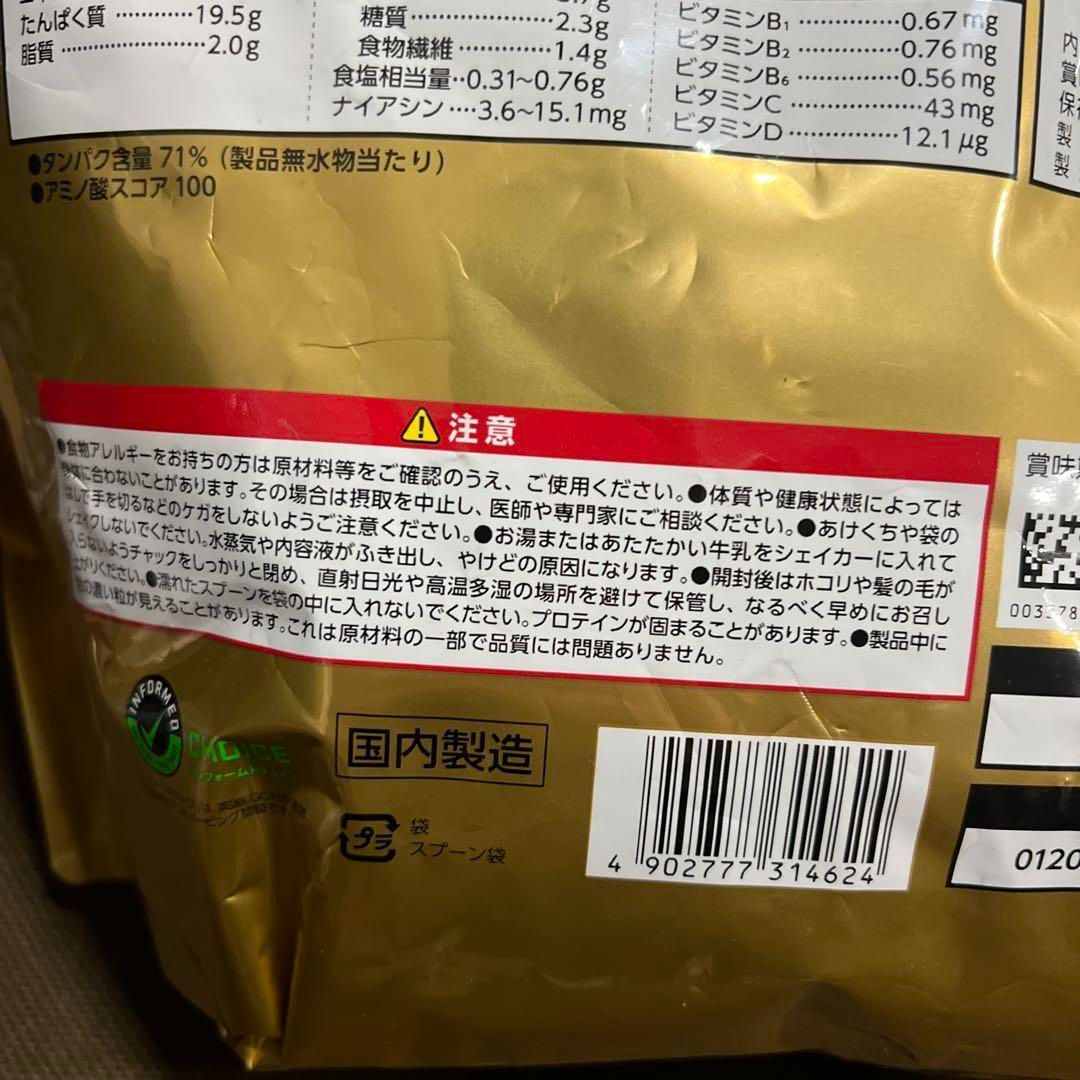 たんぱく質 19.5g
脂質 2.0g
糖質 2.3g
食物繊維 1.4g
食塩相当量 0.31~0.76g
ナイアシン 3.6~15.1mg
ビタミンB₁ 0.67mg
ビタミンB₂ 0.76mg
ビタミンB₆ 0.56mg
ビタミンC 43mg
ビタミンD 12.1μg
内
賞
保
製
製
●タンパク含量 71%（製品無水物当たり）
●アミノ酸スコア 100
注意
●食物アレルギーをお持ちの方は原材料等をご確認のうえ、ご使用ください。●体質や健康状態によっては
に合わないことがあります。その場合は摂取を中止し、医師や専門家にご相談ください。●あけくちや袋の
はしで手を切るなどのケガをしないようご注意ください。●お湯またはあたたかい牛乳をシェイカーに入れて
シェイクしないでください。水蒸気や内容液がふき出し、やけどの原因になります。●開封後はホコリや髪の毛が
入らないようチャックをしっかりと閉め、直射日光や高温多湿の場所を避けて保管し、なるべく早めにお召し
上がりください。●濡れたスプーンを袋の中に入れないでください。プロテインが固まることがあります。●製品中に
色の濃い粒が見えることがあります。これは原材料の一部で品質には問題ありません。
賞味
INFORMED
CHOICE
国内製造
プラ
袋
スプーン袋
4 902777 314624
0120